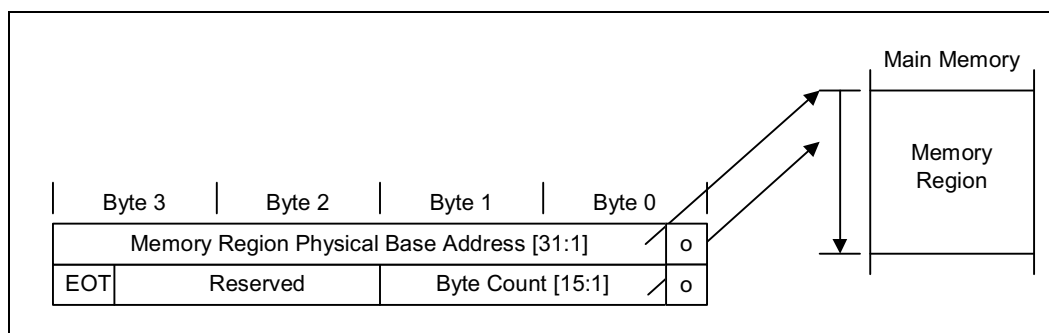 Main Memory
Memory
Region
Byte 3 Byte 2 Byte 1 Byte 0
Memory Region Physical Base Address [31:1] o
EOT Reserved Byte Count [15:1] o